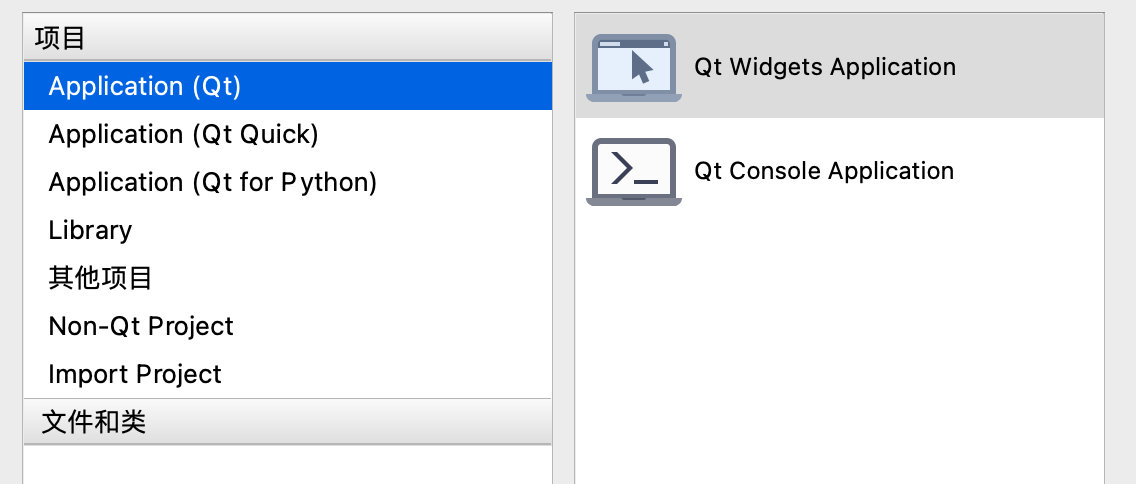 项目
Application (Qt)
Application (Qt Quick)
Application (Qt for Python)
Library
其他项目
Non-Qt Project
Import Project
文件和类
Qt Widgets Application
Qt Console Application